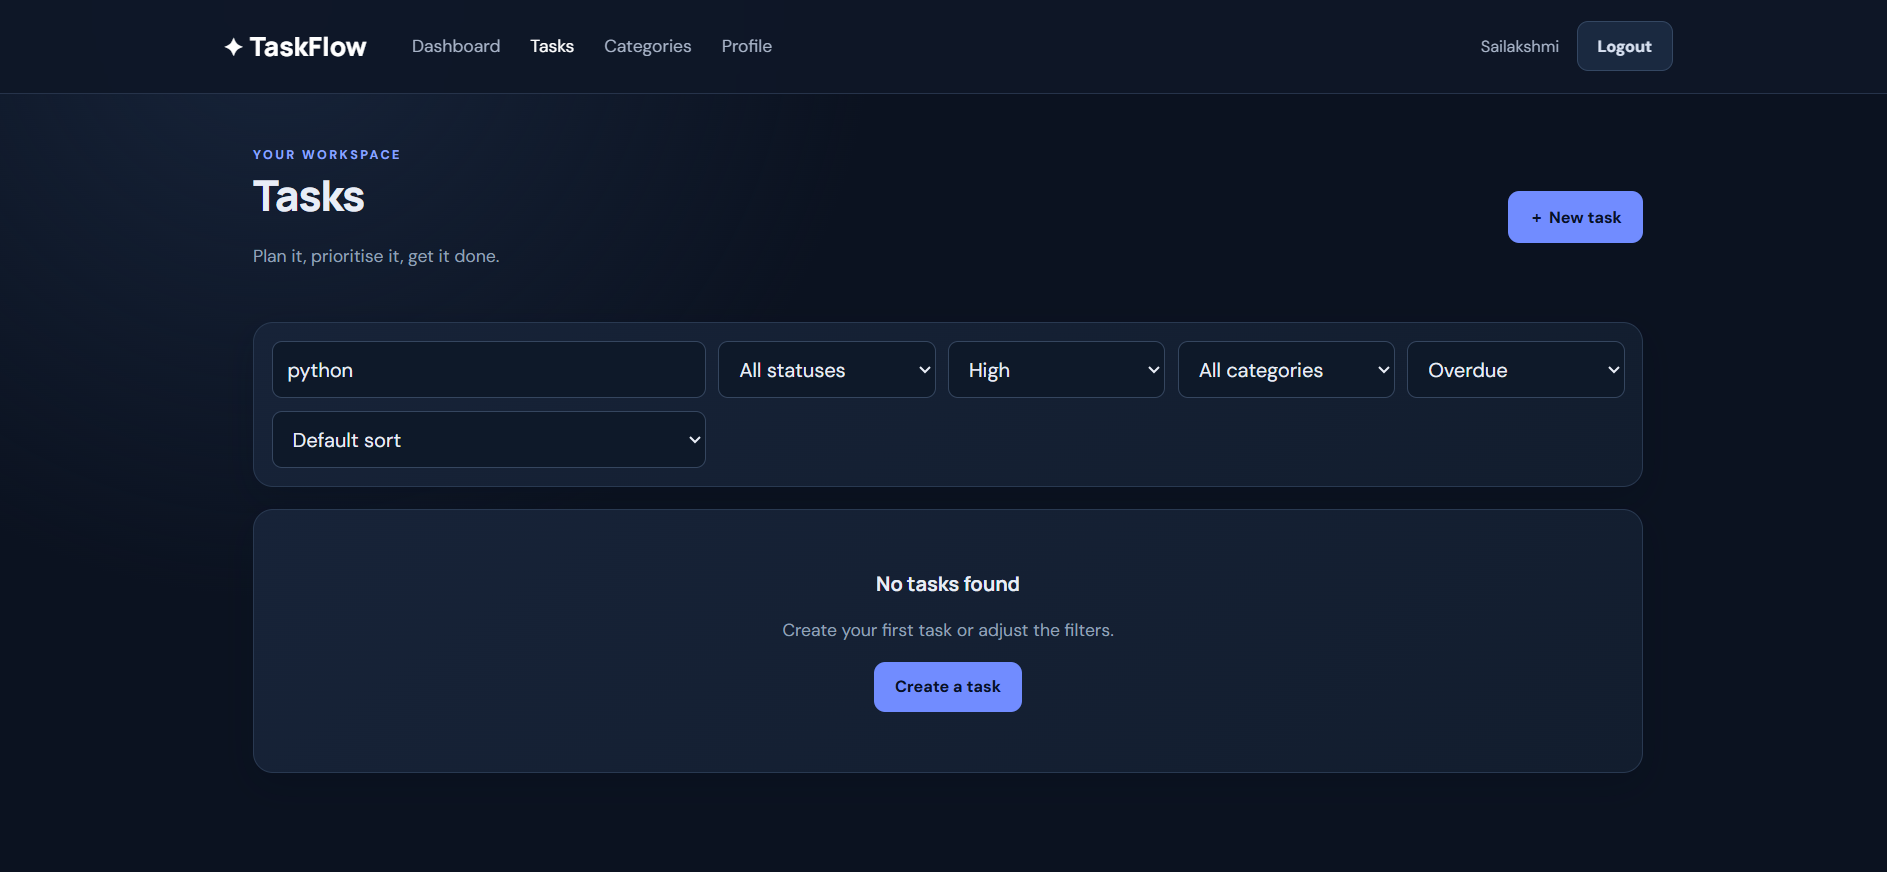 ✦ TaskFlow Dashboard Tasks Categories Profile Sailakshmi Logout
YOUR WORKSPACE
Tasks
+ New task
Plan it, prioritise it, get it done.
python All statuses High All categories Overdue
Default sort
No tasks found
Create your first task or adjust the filters.
Create a task